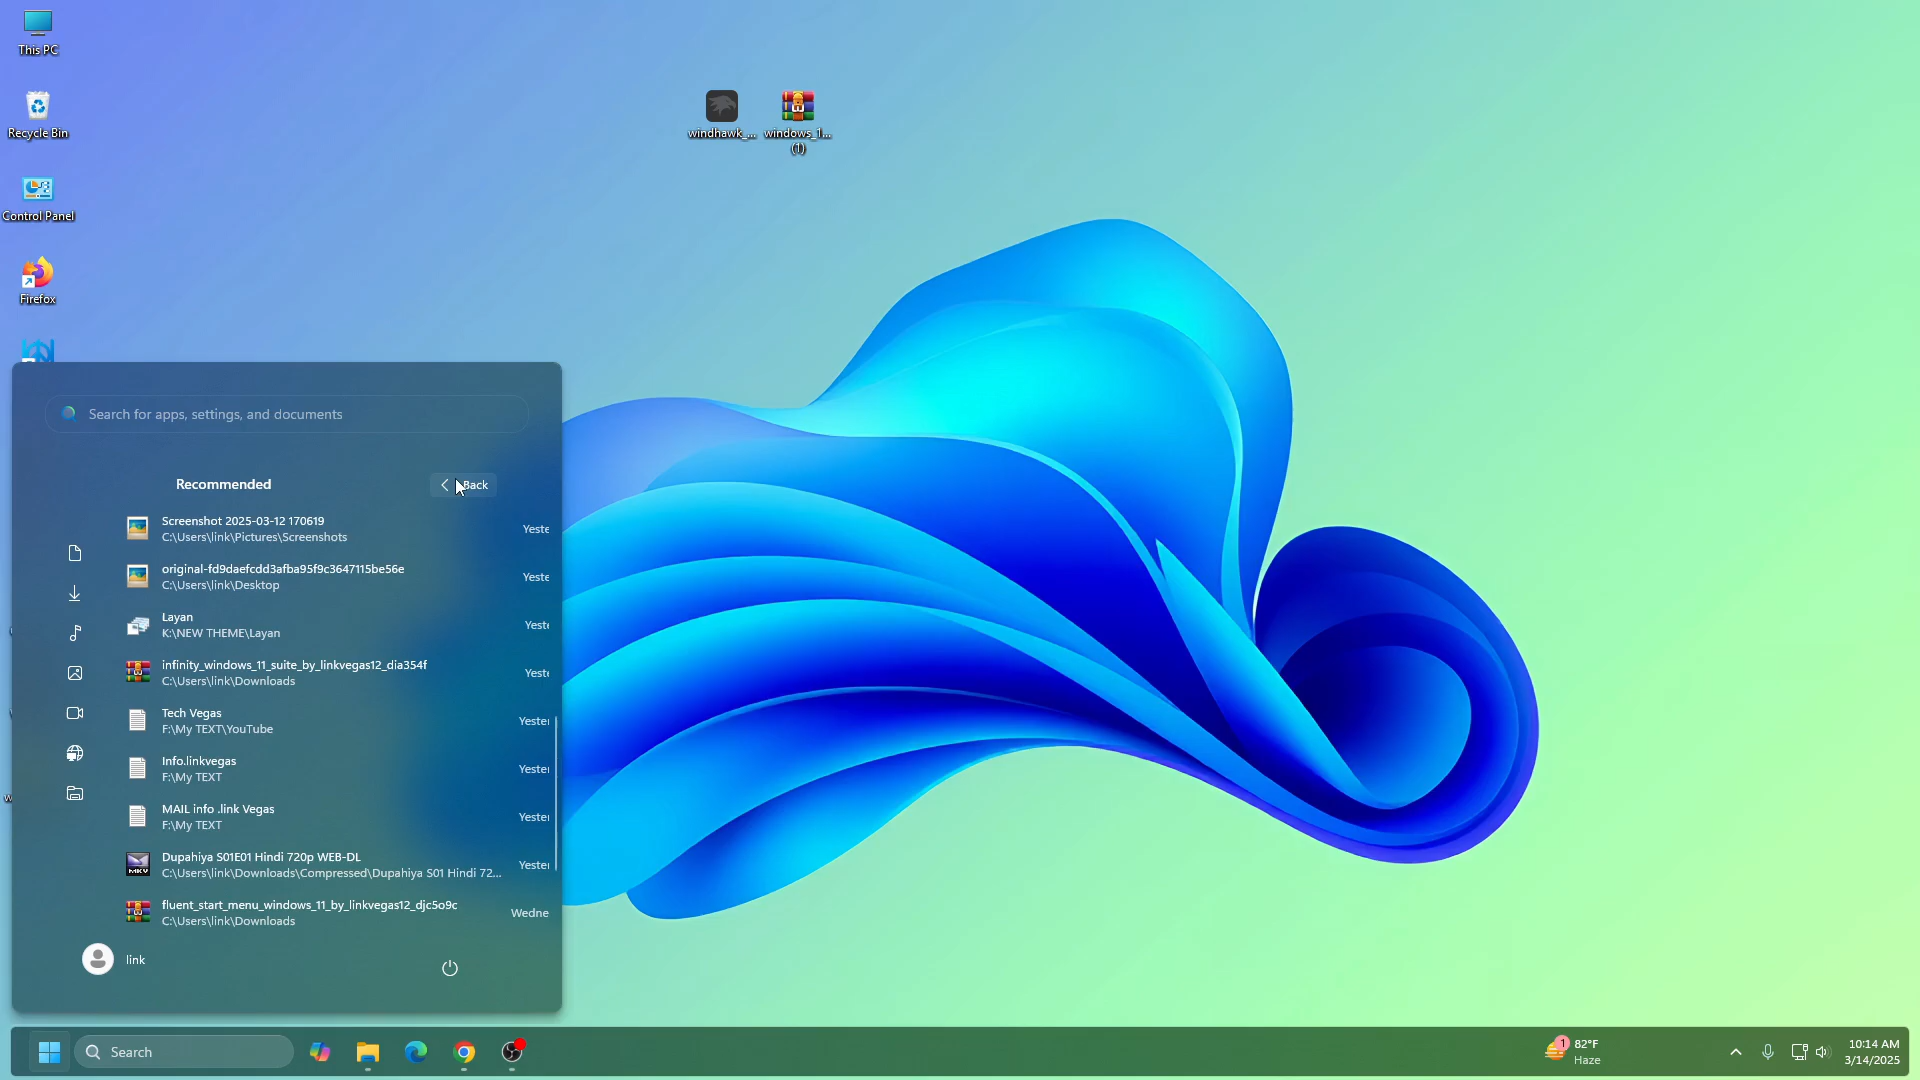 This PC
Recycle Bin
Control Panel
Firefox
windhawk_...
windows_1...
(1)
Search for apps, settings, and documents
Recommended
Back
Screenshot 2025-03-12 170619
C:\Users\link\Pictures\Screenshots
Yeste
original-fd9daefcdd3afba95f9c3647115be56e
C:\Users\link\Desktop
Yeste
Layan
K:\NEW THEME\Layan
Yeste
infinity_windows_11_suite_by_linkvegas12_dia354f
C:\Users\link\Downloads
Yeste
Tech Vegas
F:\My TEXT\YouTube
Yester
Info.linkvegas
F:\My TEXT
Yester
MAIL info .link Vegas
F:\My TEXT
Yester
Dupahiya S01E01 Hindi 720p WEB-DL
C:\Users\link\Downloads\Compressed\Dupahiya S01 Hindi 72...
Yester
MKV
fluent_start_menu_windows_11_by_linkvegas12_djc5o9c
C:\Users\link\Downloads
Wedne
link
Search
1
82°F
Haze
10:14 AM
3/14/2025